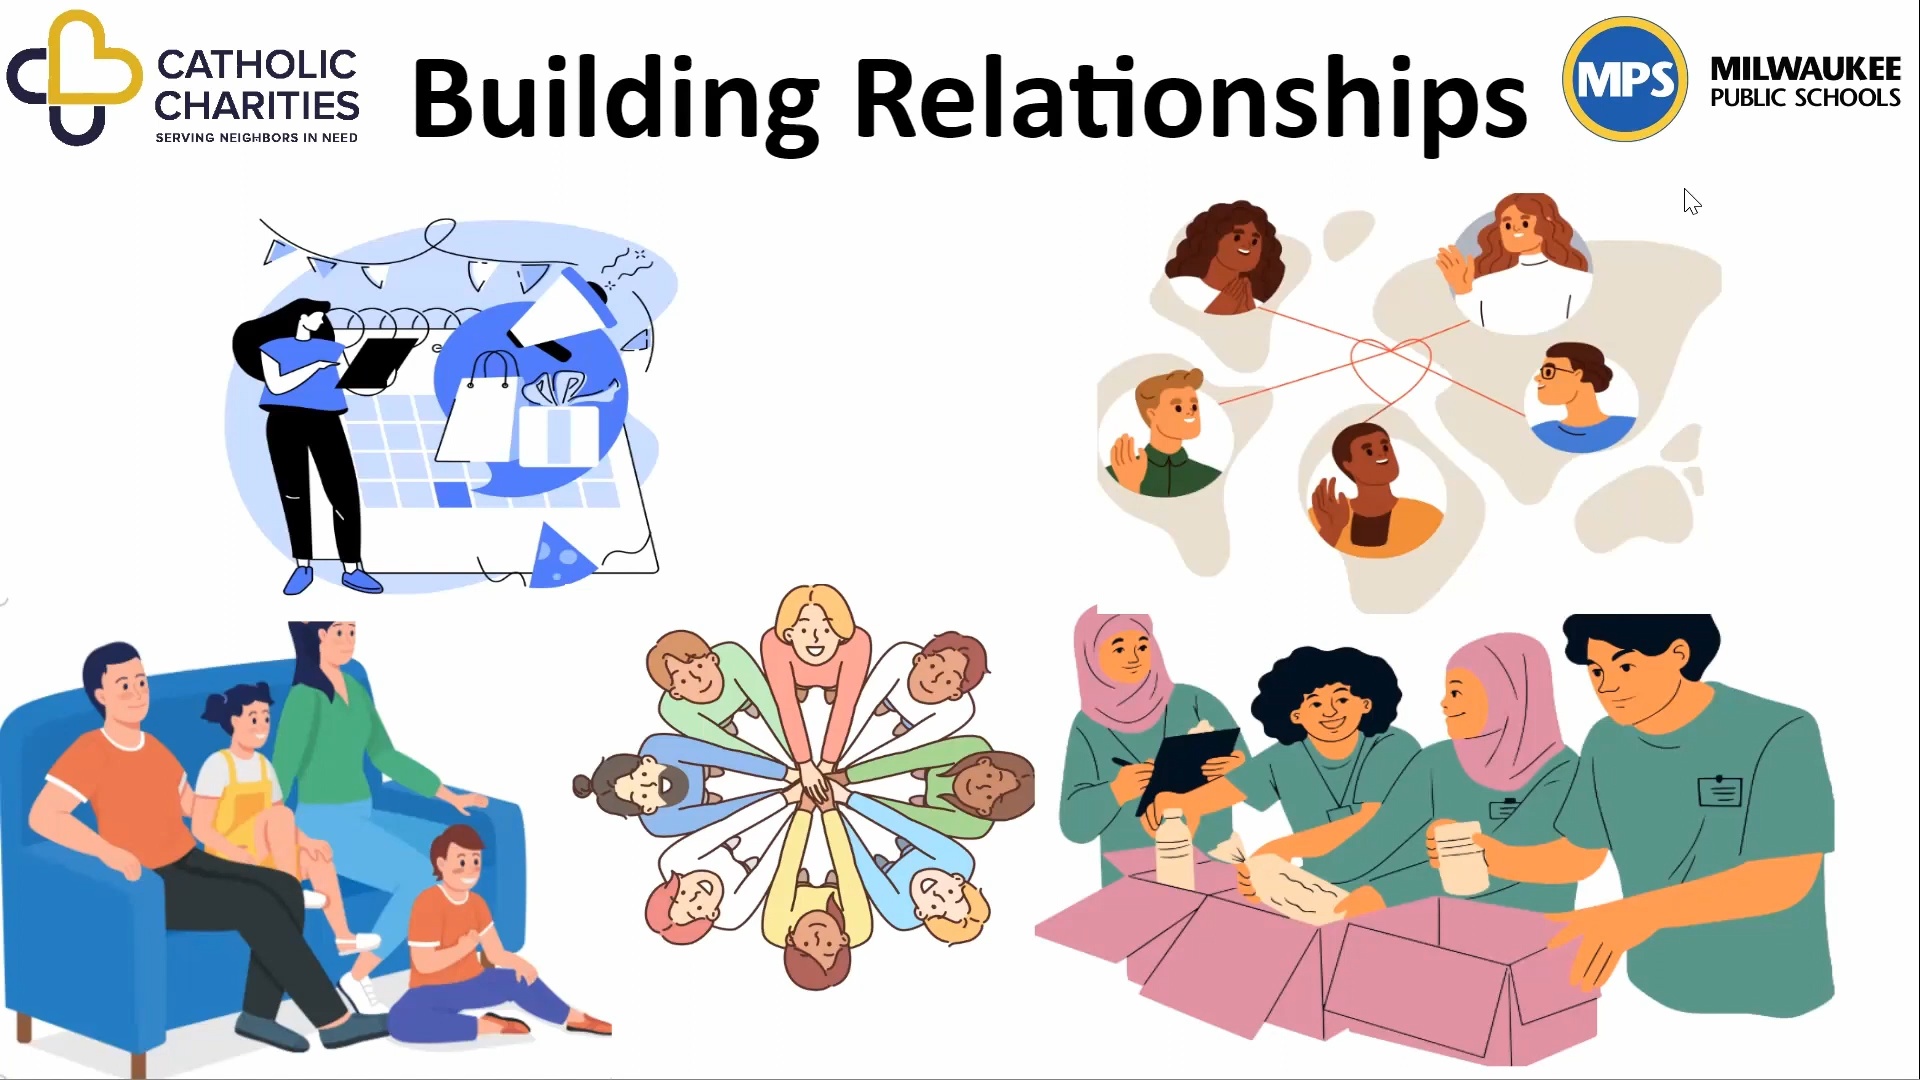 CATHOLIC
CHARITIES
SERVING NEIGHBORS IN NEED
Building Relationships
MPS
MILWAUKEE
PUBLIC SCHOOLS